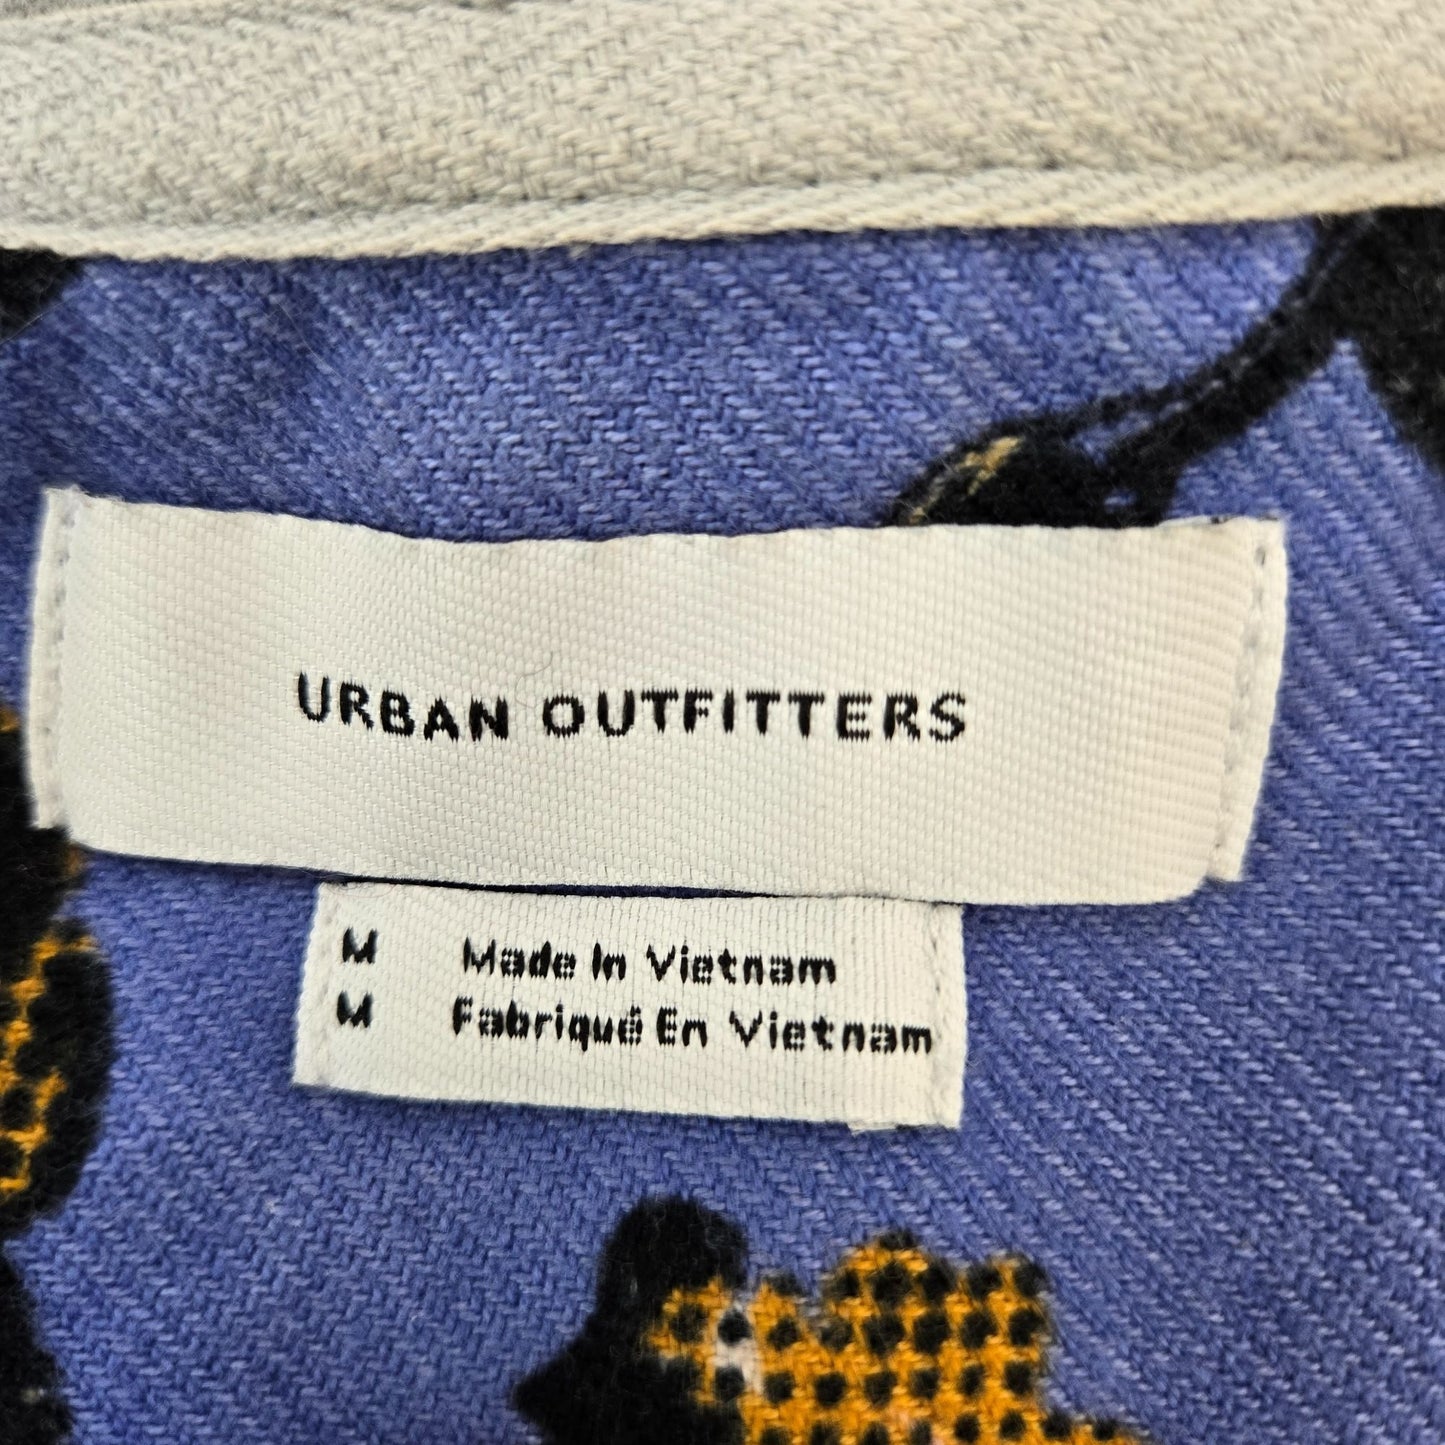 URBAN OUTFITTERS
M Made In Vietnam
M Fabriqué En Vietnam